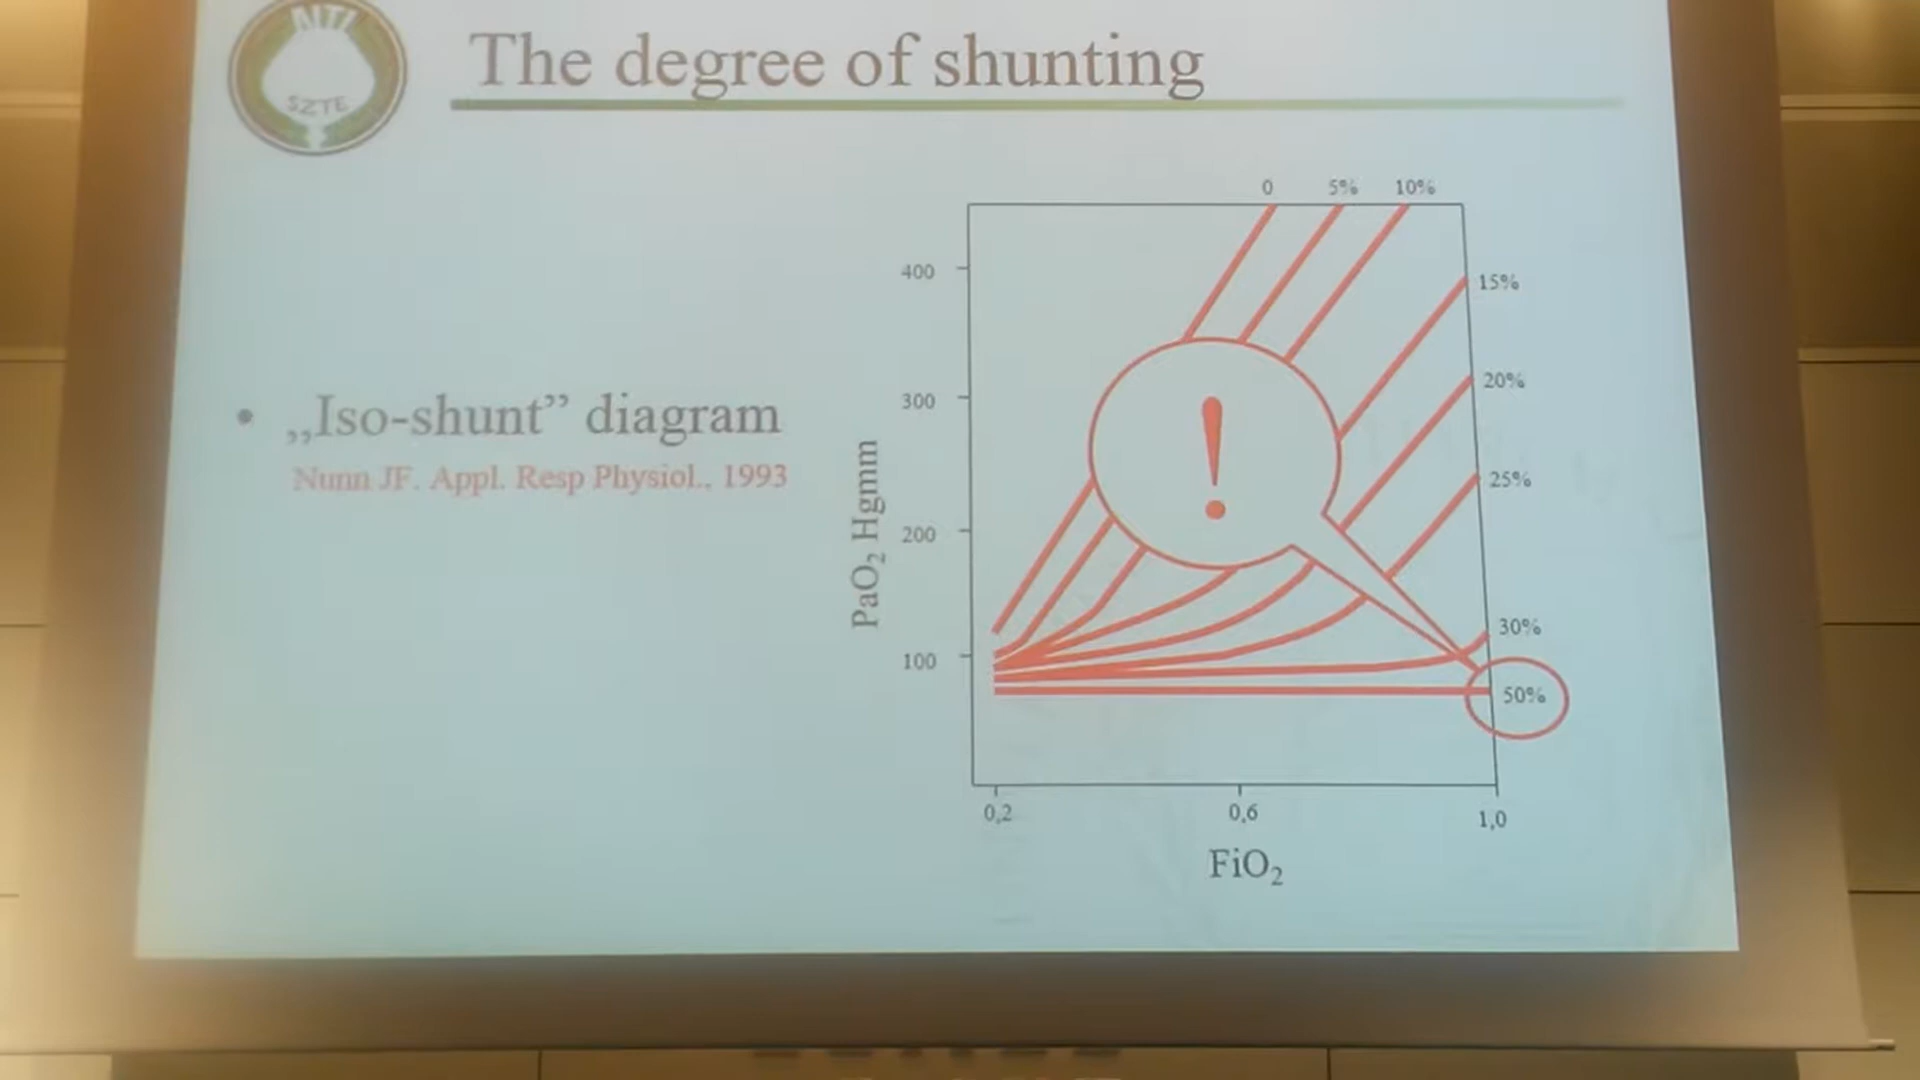 AITI
SZTE
The degree of shunting
• „Iso-shunt” diagram
Nunn JF. Appl. Resp Physiol., 1993
0 5% 10%
400
300
200
100
PaO₂ Hgmm
15%
20%
25%
30%
50%
!
0,2 0,6 1,0
FiO₂